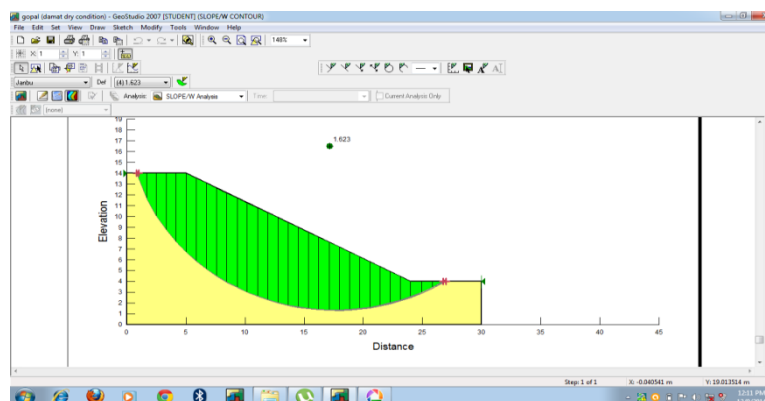 gopal (damat dry condition) - GeoStudio 2007 [STUDENT] (SLOPE/W CONTOUR)
File Edit Set View Draw Sketch Modify Tools Window Help
148%
X: 1 Y: 1
Janbu Def (4) 1.623
Analysis: SLOPE/W Analysis Time: Current Analysis Only
[none]
19
18
17
16
15
14
13
12
11
10
9
8
7
6
5
4
3
2
1
0
Elevation
1.623
0 5 10 15 20 25 30 35 40 45
Distance
Step: 1 of 1 X: -0.040541 m Y: 19.013514 m
12:11 PM